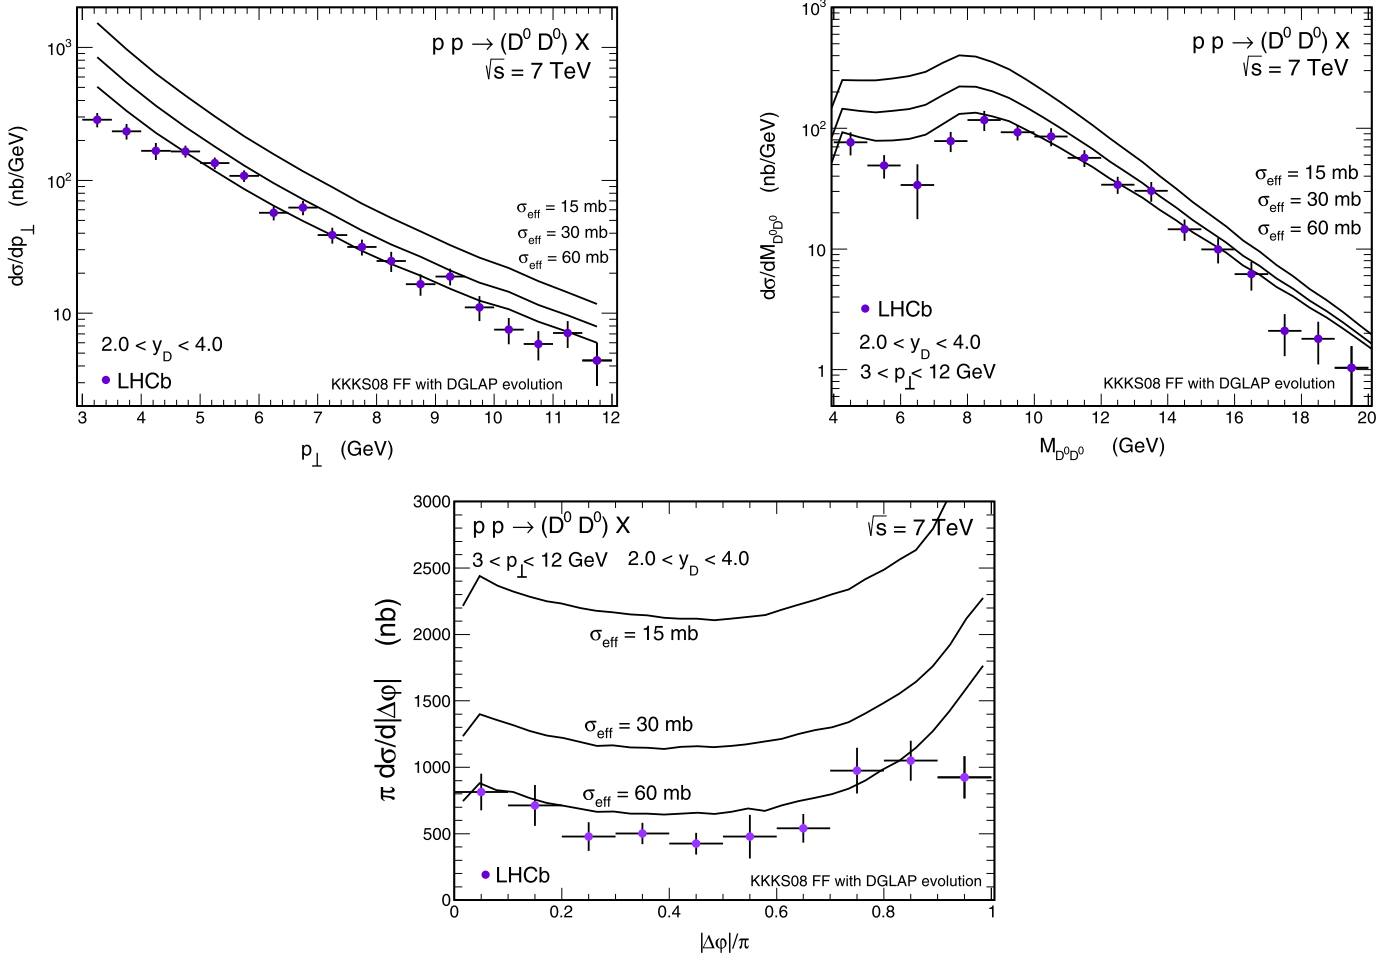 p p → (D⁰ D⁰) X
√s = 7 TeV
10³
10²
10
dσ/dp⊥ (nb/GeV)
σeff = 15 mb
σeff = 30 mb
σeff = 60 mb
2.0 < yD < 4.0
LHCb
KKKS08 FF with DGLAP evolution
3 4 5 6 7 8 9 10 11 12
p⊥ (GeV)
p p → (D⁰ D⁰) X
√s = 7 TeV
10³
10²
10
1
dσ/dM D⁰D⁰ (nb/GeV)
σeff = 15 mb
σeff = 30 mb
σeff = 60 mb
LHCb
2.0 < yD < 4.0
3 < p⊥ < 12 GeV
KKKS08 FF with DGLAP evolution
4 6 8 10 12 14 16 18 20
M D⁰D⁰ (GeV)
p p → (D⁰ D⁰) X
√s = 7 TeV
3 < p⊥ < 12 GeV 2.0 < yD < 4.0
3000
2500
2000
1500
1000
500
0
π dσ/d|Δφ| (nb)
σeff = 15 mb
σeff = 30 mb
σeff = 60 mb
LHCb
KKKS08 FF with DGLAP evolution
0 0.2 0.4 0.6 0.8 1
|Δφ|/π